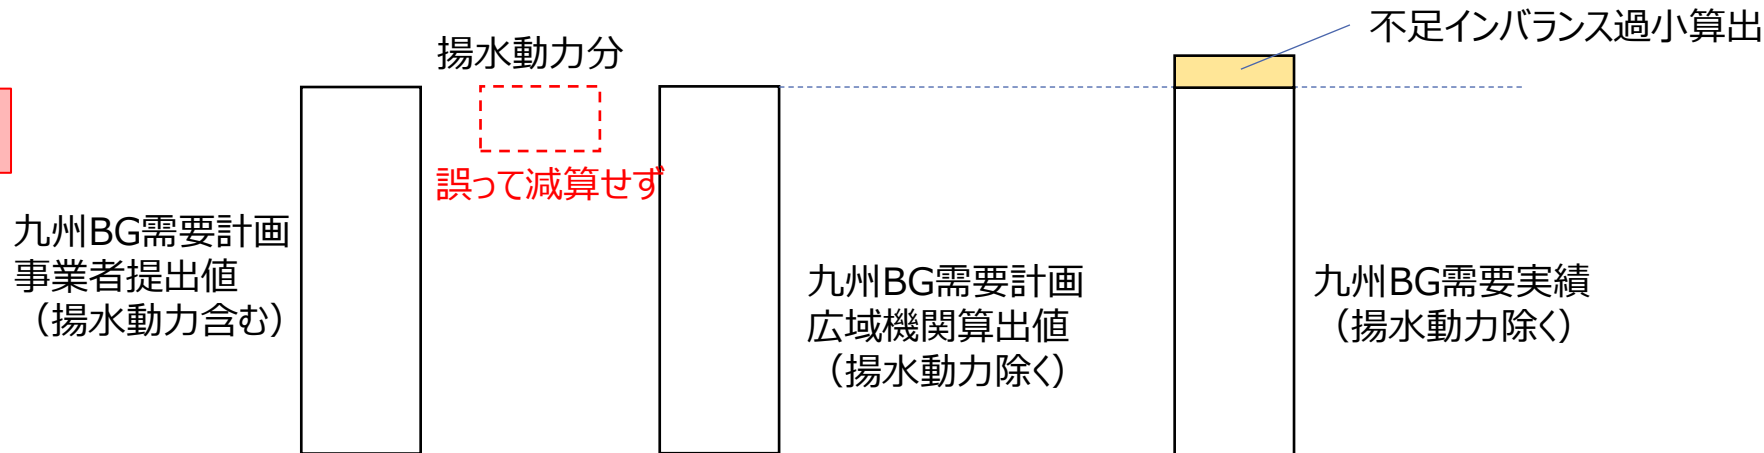 不足インバランス過小算出
揚水動力分
誤って減算せず
九州BG需要計画
事業者提出値
（揚水動力含む）
九州BG需要計画
広域機関算出値
（揚水動力除く）
九州BG需要実績
（揚水動力除く）